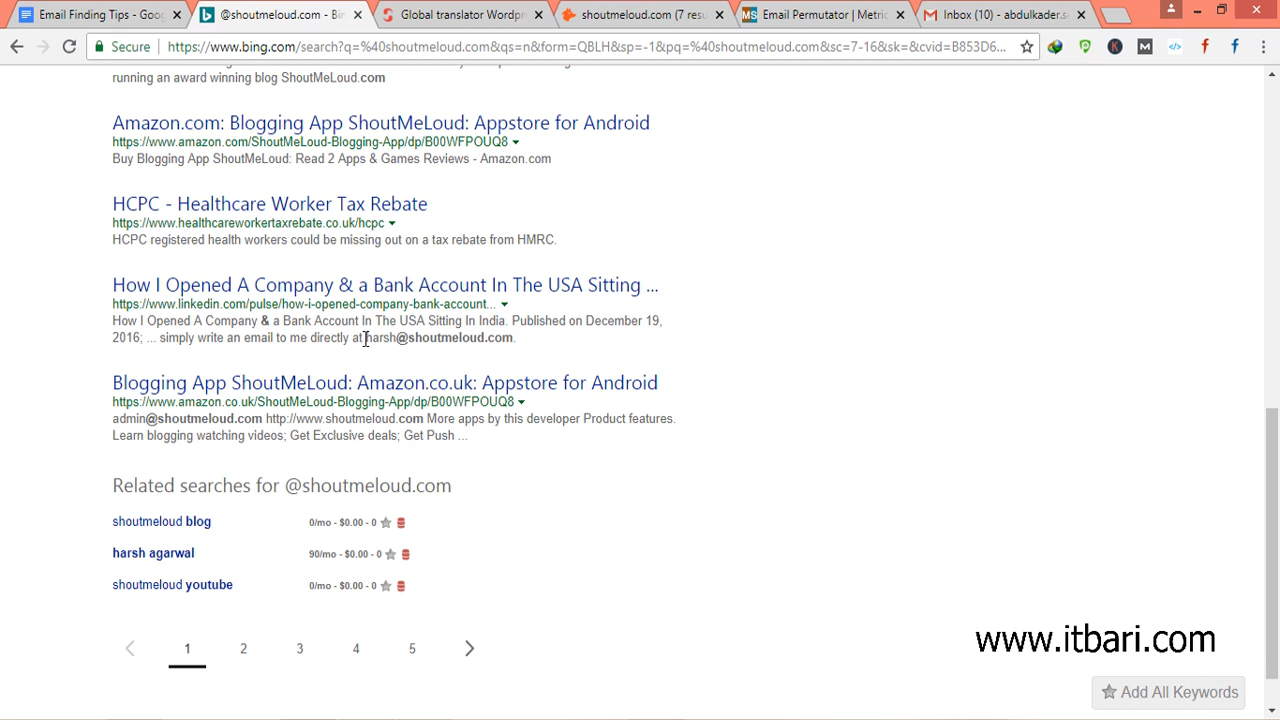 Email Finding Tips - Goog
@shoutmeloud.com - Bin
Global translator Wordpr
shoutmeloud.com (7 resu
Email Permutator | Metric
Inbox (10) - abdulkader.sc
Secure
https://www.bing.com/search?q=%40shoutmeloud.com&qs=n&form=QBLH&sp=-1&pq=%40shoutmeloud.com&sc=7-16&sk=&cvid=B853D6...
running an award winning blog ShoutMeLoud.com
Amazon.com: Blogging App ShoutMeLoud: Appstore for Android
https://www.amazon.com/ShoutMeLoud-Blogging-App/dp/B00WFPOUQ8
Buy Blogging App ShoutMeLoud: Read 2 Apps & Games Reviews - Amazon.com
HCPC - Healthcare Worker Tax Rebate
https://www.healthcareworkertaxrebate.co.uk/hcpc
HCPC registered health workers could be missing out on a tax rebate from HMRC.
How I Opened A Company & a Bank Account In The USA Sitting ...
https://www.linkedin.com/pulse/how-i-opened-company-bank-account...
How I Opened A Company & a Bank Account In The USA Sitting In India. Published on December 19,
2016; ... simply write an email to me directly at harsh@shoutmeloud.com.
Blogging App ShoutMeLoud: Amazon.co.uk: Appstore for Android
https://www.amazon.co.uk/ShoutMeLoud-Blogging-App/dp/B00WFPOUQ8
admin@shoutmeloud.com http://www.shoutmeloud.com More apps by this developer Product features.
Learn blogging watching videos; Get Exclusive deals; Get Push ...
Related searches for @shoutmeloud.com
shoutmeloud blog 0/mo - $0.00 - 0
harsh agarwal 90/mo - $0.00 - 0
shoutmeloud youtube 0/mo - $0.00 - 0
1 2 3 4 5
www.itbari.com
Add All Keywords